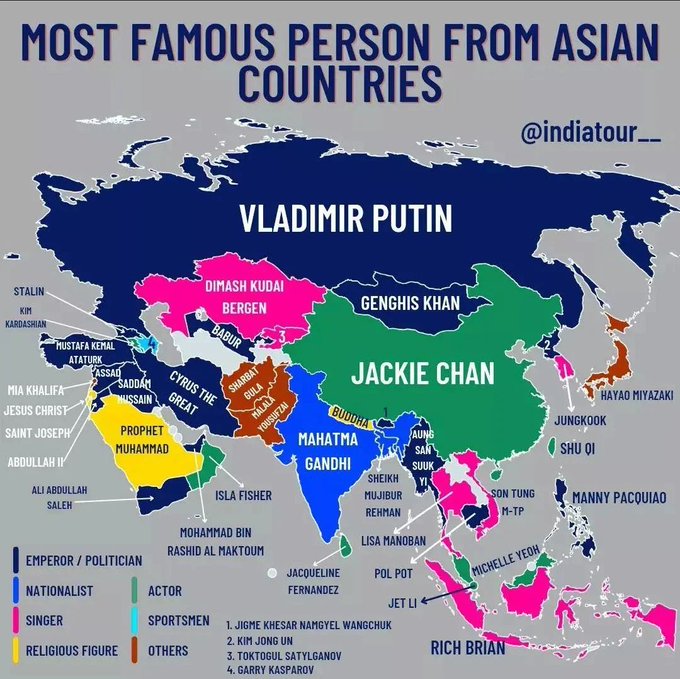 MOST FAMOUS PERSON FROM ASIAN
COUNTRIES
@indiatour__
VLADIMIR PUTIN
DIMASH KUDAI
BERGEN
GENGHIS KHAN
STALIN
KIM
KARDASHIAN
MUSTAFA KEMAL
ATATURK
4
BABUR
3
2
ASSAD
SADDAM
HUSSAIN
CYRUS THE
GREAT
SHARBAT
GULA
MALALA
YOUSUFZAI
JACKIE CHAN
HAYAO MIYAZAKI
JUNGKOOK
MIA KHALIFA
JESUS CHRIST
SAINT JOSEPH
ABDULLAH II
PROPHET
MUHAMMAD
BUDDHA
1
MAHATMA
GANDHI
AUNG
SAN
SUUK
YI
SHU QI
ALI ABDULLAH
SALEH
ISLA FISHER
SHEIKH
MUJIBUR
REHMAN
SON TUNG
M-TP
MANNY PACQUIAO
MOHAMMAD BIN
RASHID AL MAKTOUM
LISA MANOBAN
JACQUELINE
FERNANDEZ
POL POT
MICHELLE YEOH
JET LI
RICH BRIAN
EMPEROR / POLITICIAN
NATIONALIST
SINGER
RELIGIOUS FIGURE
ACTOR
SPORTSMEN
OTHERS
1. JIGME KHESAR NAMGYEL WANGCHUK
2. KIM JONG UN
3. TOKTOGUL SATYLGANOV
4. GARRY KASPAROV